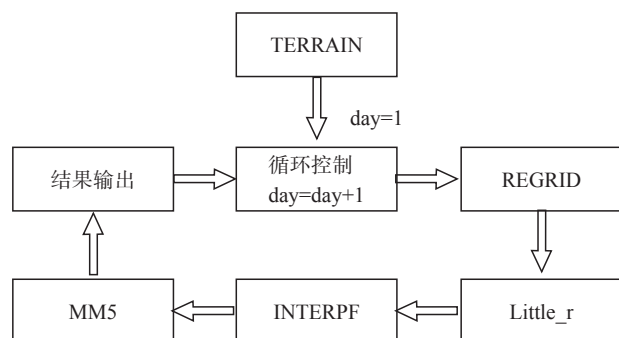 TERRAIN
day=1
结果输出
循环控制
day=day+1
REGRID
MM5
INTERPF
Little_r